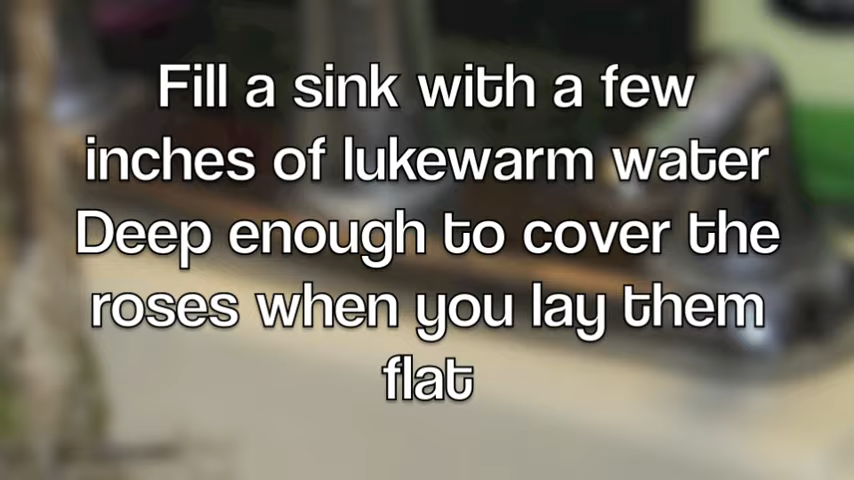 Fill a sink with a few
inches of lukewarm water
Deep enough to cover the
roses when you lay them
flat